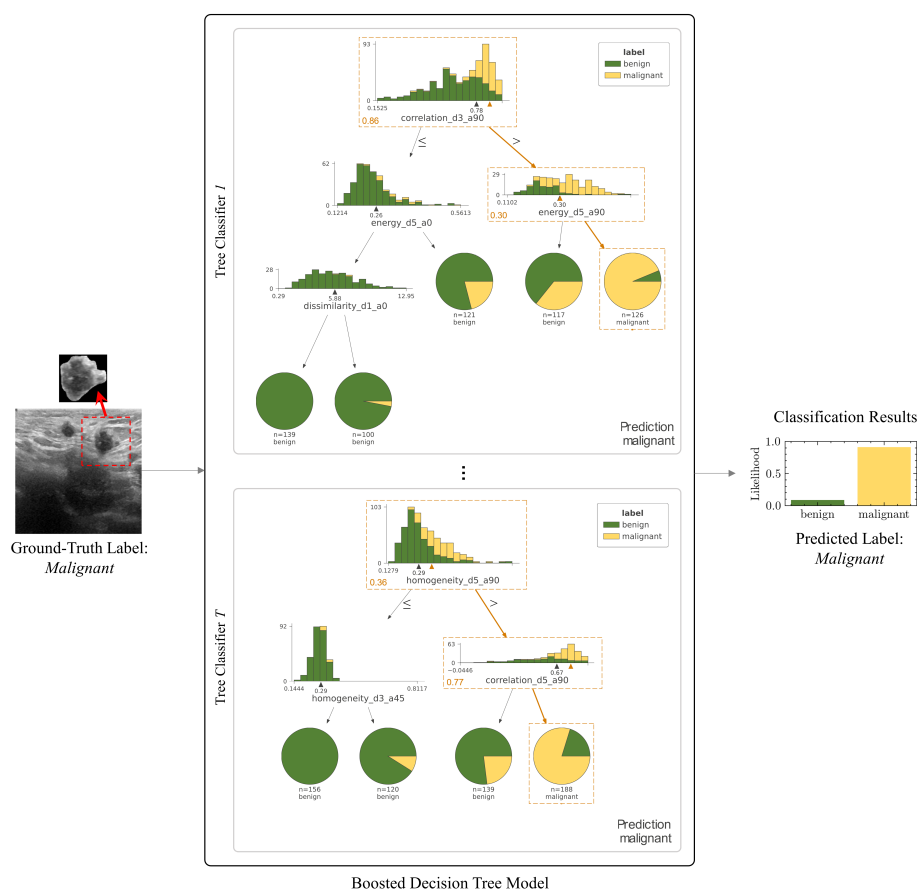 93
0
0.1525
0.78
0.86
correlation_d3_a90
label
benign
malignant
≤
>
62
0
0.1214
0.26
0.5613
energy_d5_a0
29
0
0.1102
0.30
0.30
energy_d5_a90
28
0
0.29
5.88
12.95
dissimilarity_d1_a0
n=121
benign
n=117
benign
n=126
malignant
n=139
benign
n=100
benign
Prediction
malignant
Tree Classifier 1
...
103
0
0.1279
0.29
0.36
homogeneity_d5_a90
label
benign
malignant
≤
>
92
0
0.1444
0.29
0.8117
homogeneity_d3_a45
63
0
−0.0446
0.67
0.77
correlation_d5_a90
n=156
benign
n=120
benign
n=139
benign
n=188
malignant
Prediction
malignant
Tree Classifier T
Ground-Truth Label:
Malignant
Classification Results
Likelihood
1.0
0.5
0.0
benign
malignant
Predicted Label:
Malignant
Boosted Decision Tree Model